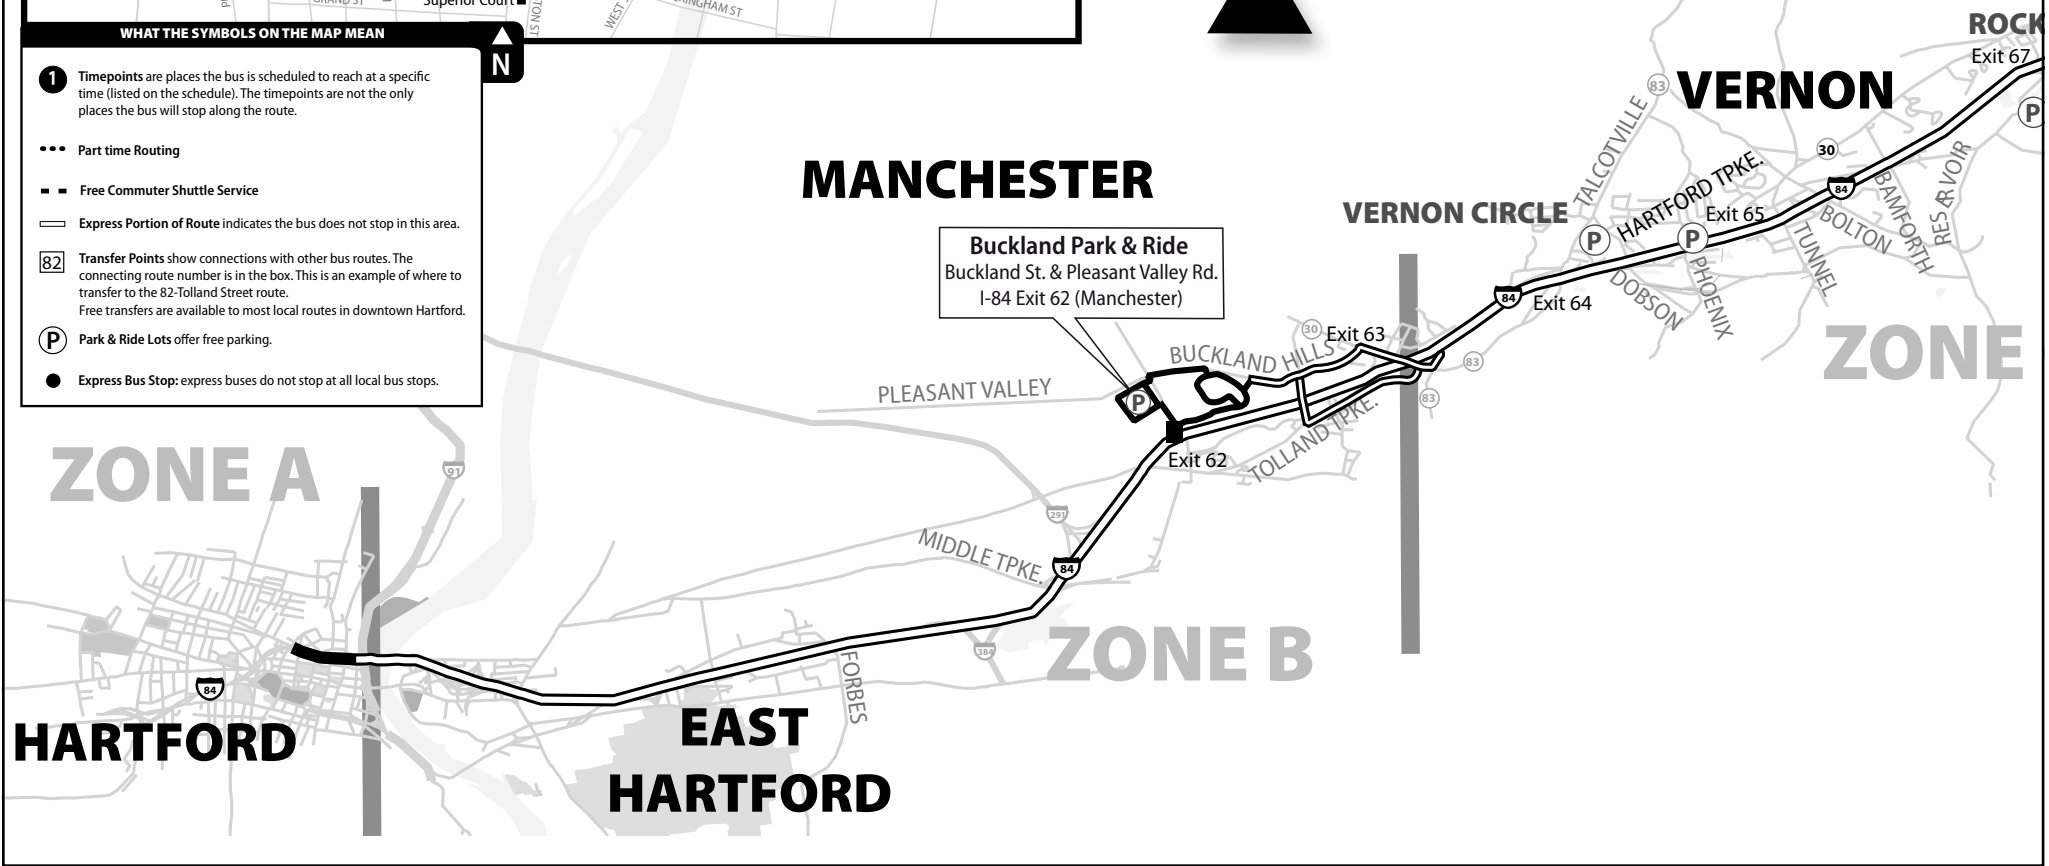 Superior Court
WHAT THE SYMBOLS ON THE MAP MEAN
N
1
Timepoints are places the bus is scheduled to reach at a specific
time (listed on the schedule). The timepoints are not the only
places the bus will stop along the route.
Part time Routing
Free Commuter Shuttle Service
Express Portion of Route indicates the bus does not stop in this area.
82
Transfer Points show connections with other bus routes. The
connecting route number is in the box. This is an example of where to
transfer to the 82-Tolland Street route.
Free transfers are available to most local routes in downtown Hartford.
P
Park & Ride Lots offer free parking.
Express Bus Stop: express buses do not stop at all local bus stops.
Exit 67
P
VERNON
83
TALCOTVILLE
30
HARTFORD TPKE.
84
BAMFORTH
MANCHESTER
VERNON CIRCLE
Exit 65
BOLTON
TUNNEL
P
P
PHOENIX
DOBSON
Buckland Park & Ride
Buckland St. & Pleasant Valley Rd.
I-84 Exit 62 (Manchester)
84
Exit 64
ZONE
30
Exit 63
BUCKLAND HILLS
83
83
PLEASANT VALLEY
P
TOLLAND TPKE.
Exit 62
ZONE A
91
291
MIDDLE TPKE.
84
ZONE B
384
FORBES
84
HARTFORD
EAST
HARTFORD